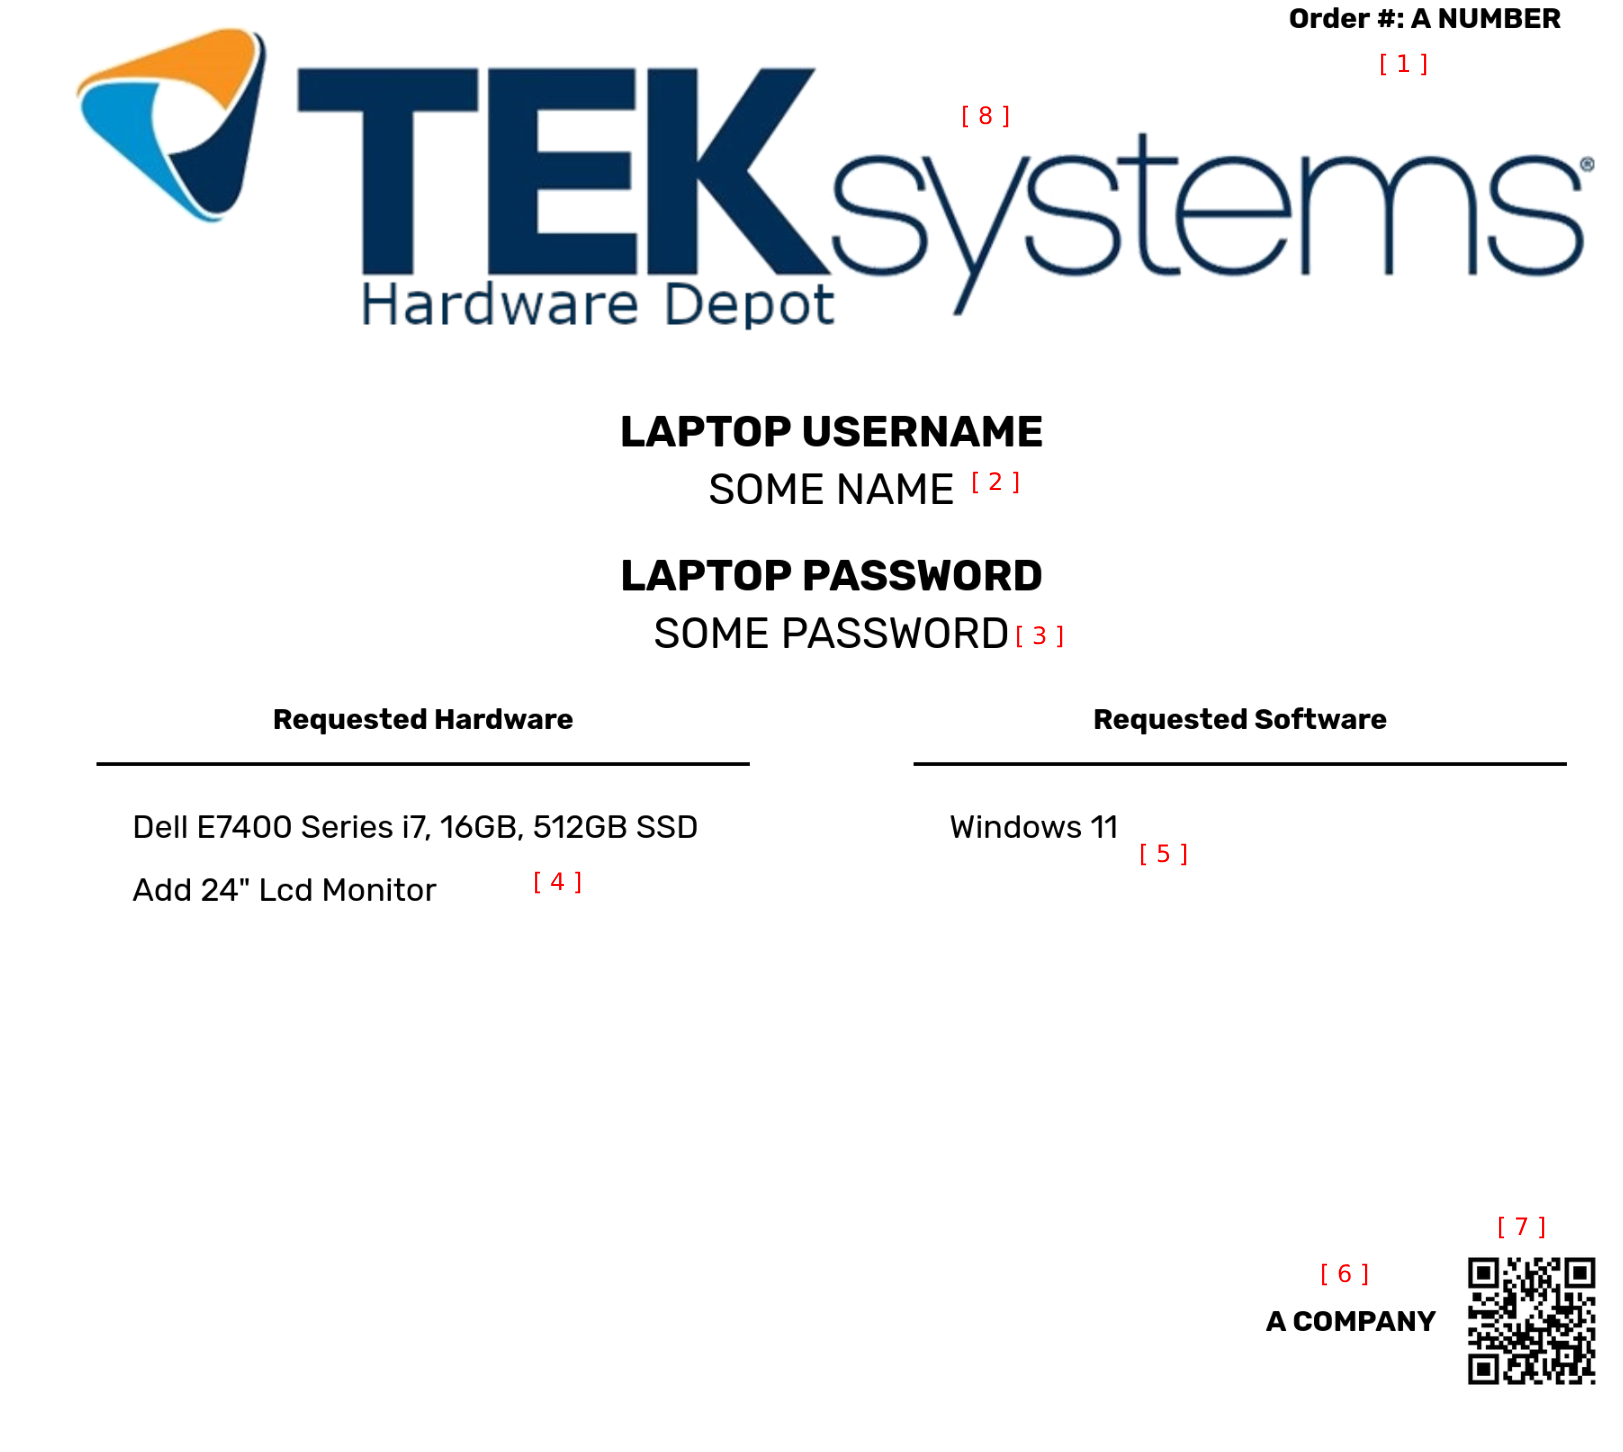 Order #: A NUMBER
[ 1 ]
[ 8 ]
TEKsystems®
Hardware Depot
LAPTOP USERNAME
SOME NAME [ 2 ]
LAPTOP PASSWORD
SOME PASSWORD [ 3 ]
Requested Hardware
Dell E7400 Series i7, 16GB, 512GB SSD
Add 24" Lcd Monitor [ 4 ]
Requested Software
Windows 11
[ 5 ]
[ 7 ]
[ 6 ]
A COMPANY